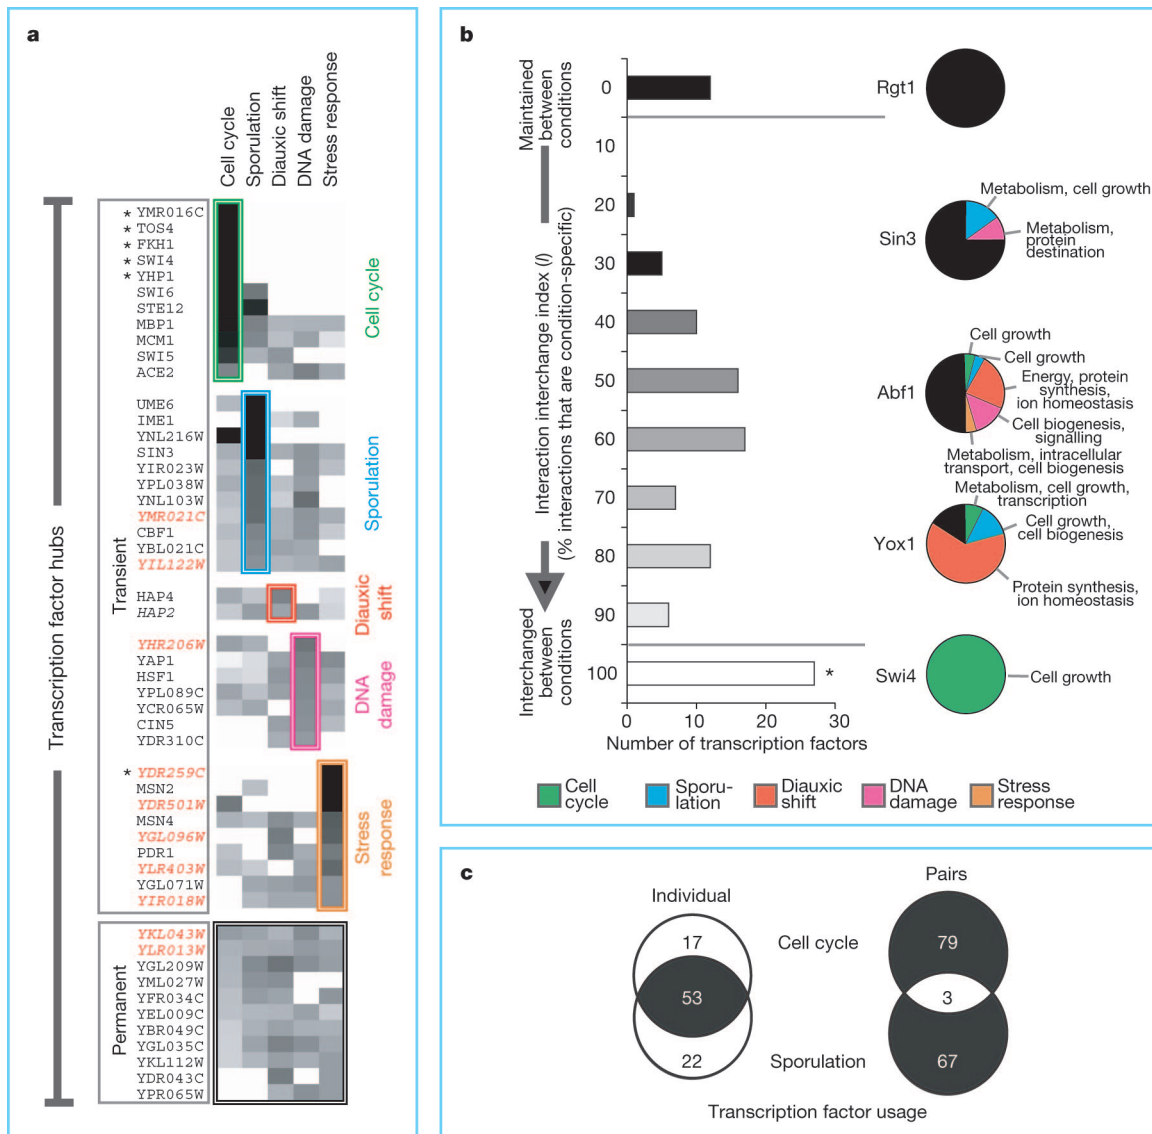 a
Cell cycle
Sporulation
Diauxic shift
DNA damage
Stress response
Transcription factor hubs
Transient
* YMR016C
* TOS4
* FKH1
* SWI4
* YHP1
SWI6
STE12
MBP1
MCM1
SWI5
ACE2
Cell cycle
UME6
IME1
YNL216W
SIN3
YIR023W
YPL038W
YNL103W
YMR021C
CBF1
YBL021C
YIL122W
Sporulation
HAP4
HAP2
Diauxic
shift
YHR206W
YAP1
HSF1
YPL089C
YCR065W
CIN5
YDR310C
DNA
damage
* YDR259C
MSN2
YDR501W
MSN4
YGL096W
PDR1
YLR403W
YGL071W
YIR018W
Stress
response
Permanent
YKL043W
YLR013W
YGL209W
YML027W
YFR034C
YEL009C
YBR049C
YGL035C
YKL112W
YDR043C
YPR065W
b
Maintained
between
conditions
Interaction interchange index (I)
(% interactions that are condition-specific)
Interchanged
between
conditions
0
10
20
30
40
50
60
70
80
90
100
*
0
10
20
30
Number of transcription factors
Rgt1
Sin3
Metabolism, cell growth
Metabolism,
protein
destination
Abf1
Cell growth
Cell growth
Energy, protein
synthesis,
ion homeostasis
Cell biogenesis,
signalling
Metabolism, intracellular
transport, cell biogenesis
Yox1
Metabolism, cell growth,
transcription
Cell growth,
cell biogenesis
Protein synthesis,
ion homeostasis
Swi4
Cell growth
Cell
cycle
Sporu-
lation
Diauxic
shift
DNA
damage
Stress
response
c
Individual
Pairs
17
Cell cycle
79
53
3
22
Sporulation
67
Transcription factor usage